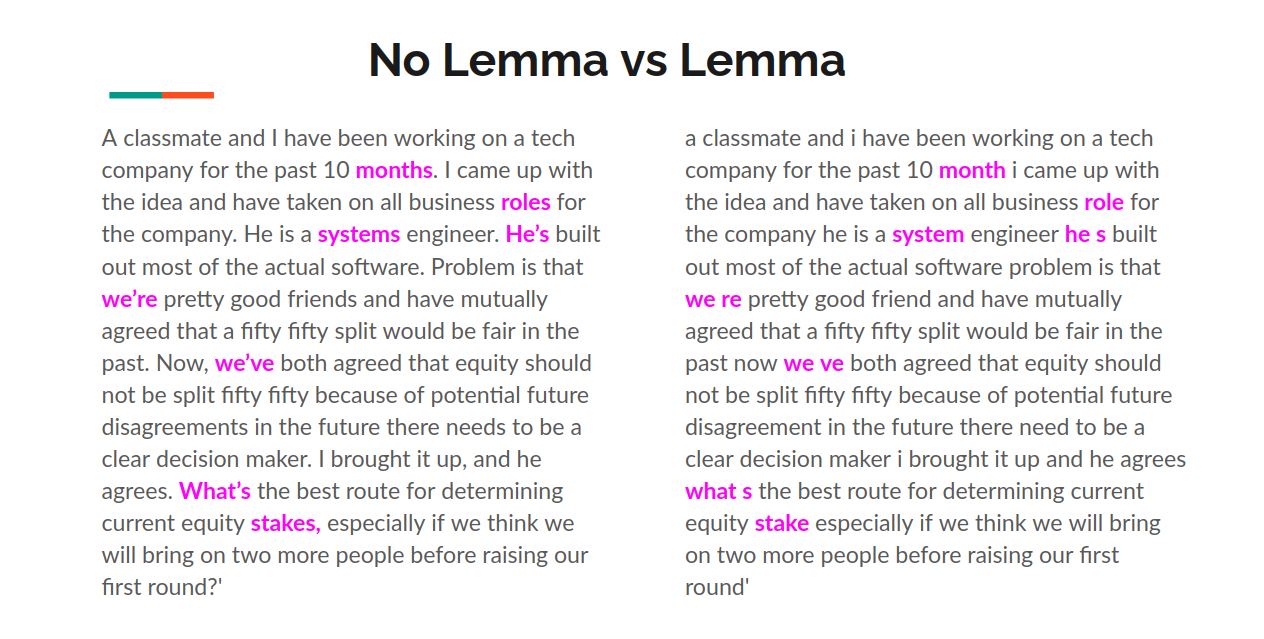 No Lemma vs Lemma
A classmate and I have been working on a tech
company for the past 10 months. I came up with
the idea and have taken on all business roles for
the company. He is a systems engineer. He’s built
out most of the actual software. Problem is that
we’re pretty good friends and have mutually
agreed that a fifty fifty split would be fair in the
past. Now, we’ve both agreed that equity should
not be split fifty fifty because of potential future
disagreements in the future there needs to be a
clear decision maker. I brought it up, and he
agrees. What’s the best route for determining
current equity stakes, especially if we think we
will bring on two more people before raising our
first round?'
a classmate and i have been working on a tech
company for the past 10 month i came up with
the idea and have taken on all business role for
the company he is a system engineer he s built
out most of the actual software problem is that
we re pretty good friend and have mutually
agreed that a fifty fifty split would be fair in the
past now we ve both agreed that equity should
not be split fifty fifty because of potential future
disagreement in the future there need to be a
clear decision maker i brought it up and he agrees
what s the best route for determining current
equity stake especially if we think we will bring
on two more people before raising our first
round'